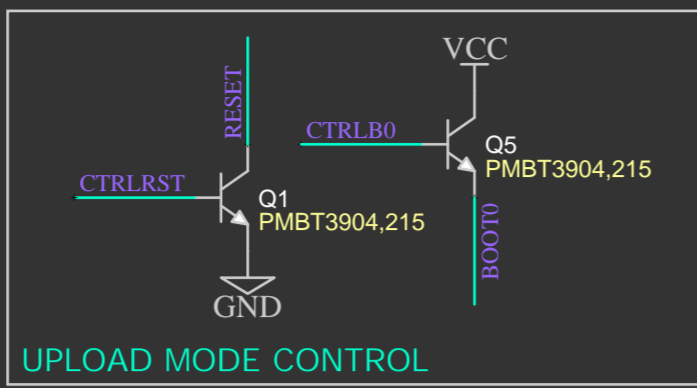 VCC
RESET
CTRLB0
Q5
PMBT3904,215
CTRLRST
Q1
PMBT3904,215
BOOT0
GND
UPLOAD MODE CONTROL